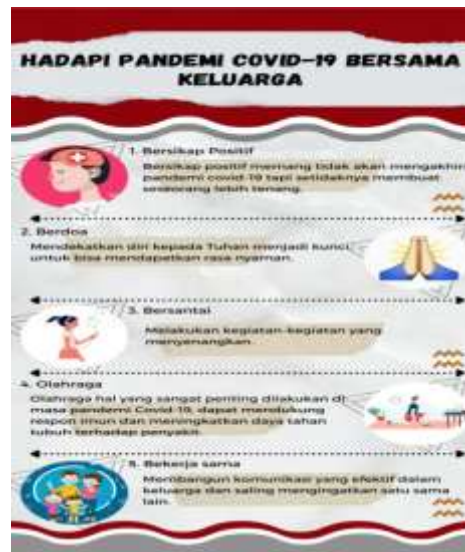 HADAPI PANDEMI COVID-19 BERSAMA
KELUARGA
1. Bersikap Positif
Bersikap positif memang tidak akan mengakhiri
pandemi covid-19 tapi setidaknya membuat
seseorang lebih tenang.
2. Berdoa
Mendekatkan diri kepada Tuhan menjadi kunci
untuk bisa mendapatkan rasa nyaman.
3. Bersantai
Melakukan kegiatan-kegiatan yang
menyenangkan.
4. Olahraga
Olahraga hal yang sangat penting dilakukan di
masa pandemi Covid-19, dapat mendukung
respon imun dan meningkatkan daya tahan
tubuh terhadap penyakit.
5. Bekerja sama
Membangun komunikasi yang efektif dalam
keluarga dan saling mengingatkan satu sama
lain.